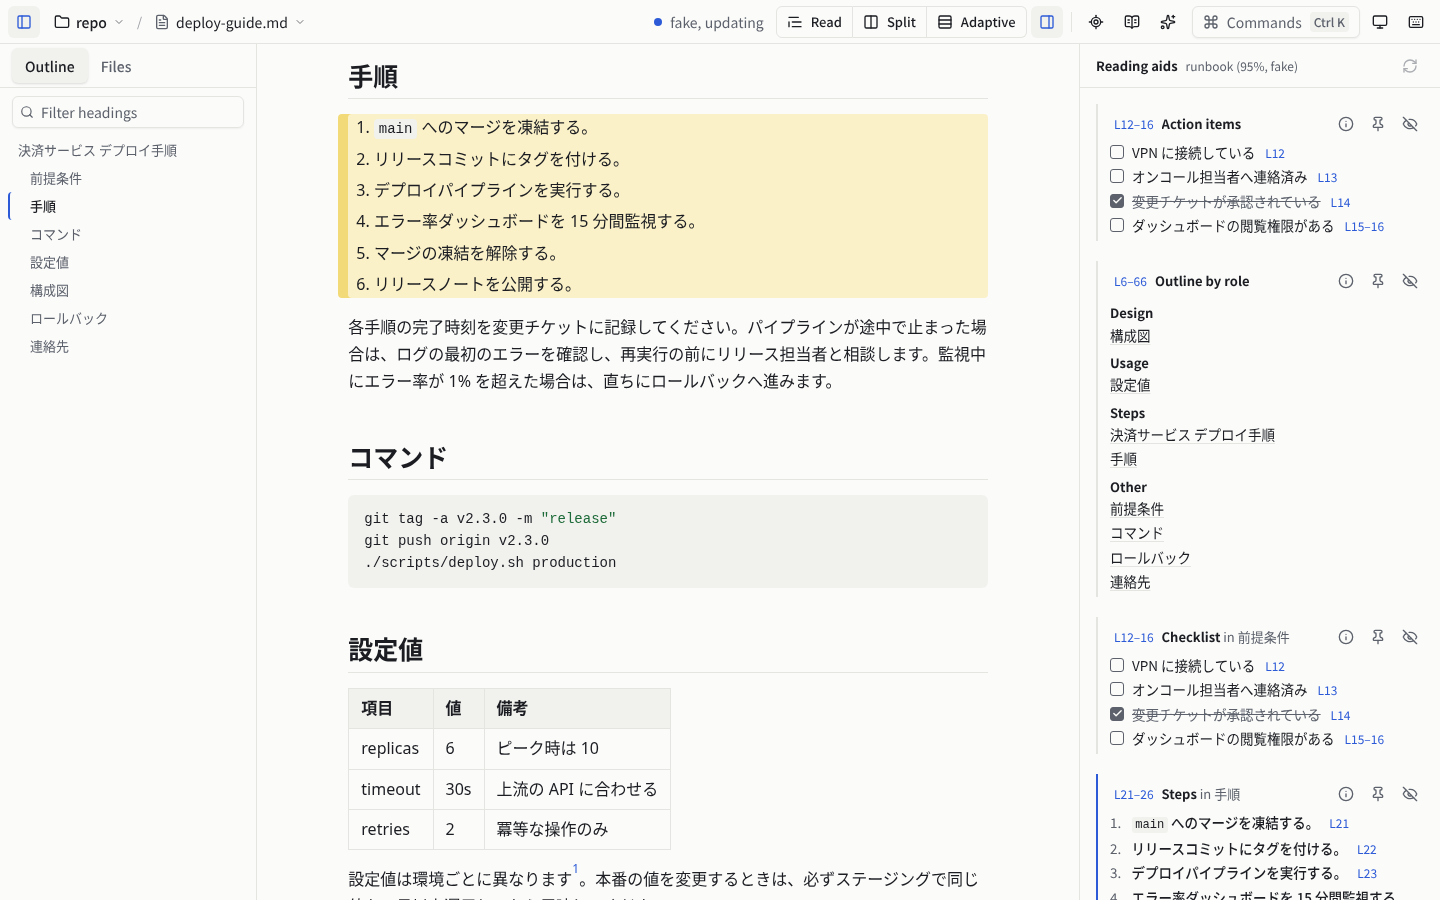 repo / deploy-guide.md
fake, updating
Read Split Adaptive
Commands Ctrl K
Outline Files
Filter headings
決済サービス デプロイ手順
前提条件
手順
コマンド
設定値
構成図
ロールバック
連絡先
手順
1. main へのマージを凍結する。
2. リリースコミットにタグを付ける。
3. デプロイパイプラインを実行する。
4. エラー率ダッシュボードを 15 分間監視する。
5. マージの凍結を解除する。
6. リリースノートを公開する。
各手順の完了時刻を変更チケットに記録してください。パイプラインが途中で止まった場
合は、ログの最初のエラーを確認し、再実行の前にリリース担当者と相談します。監視中
にエラー率が 1% を超えた場合は、直ちにロールバックへ進みます。
コマンド
git tag -a v2.3.0 -m "release"
git push origin v2.3.0
./scripts/deploy.sh production
設定値
項目 値 備考
replicas 6 ピーク時は 10
timeout 30s 上流の API に合わせる
retries 2 冪等な操作のみ
設定値は環境ごとに異なります1。本番の値を変更するときは、必ずステージングで同じ
Reading aids runbook (95%, fake)
L12–16 Action items
VPN に接続している L12
オンコール担当者へ連絡済み L13
変更チケットが承認されている L14
ダッシュボードの閲覧権限がある L15–16
L6–66 Outline by role
Design
構成図
Usage
設定値
Steps
決済サービス デプロイ手順
手順
Other
前提条件
コマンド
ロールバック
連絡先
L12–16 Checklist in 前提条件
VPN に接続している L12
オンコール担当者へ連絡済み L13
変更チケットが承認されている L14
ダッシュボードの閲覧権限がある L15–16
L21–26 Steps in 手順
1. main へのマージを凍結する。 L21
2. リリースコミットにタグを付ける。 L22
3. デプロイパイプラインを実行する。 L23
4. エラー率ダッシュボードを 15 分間監視する